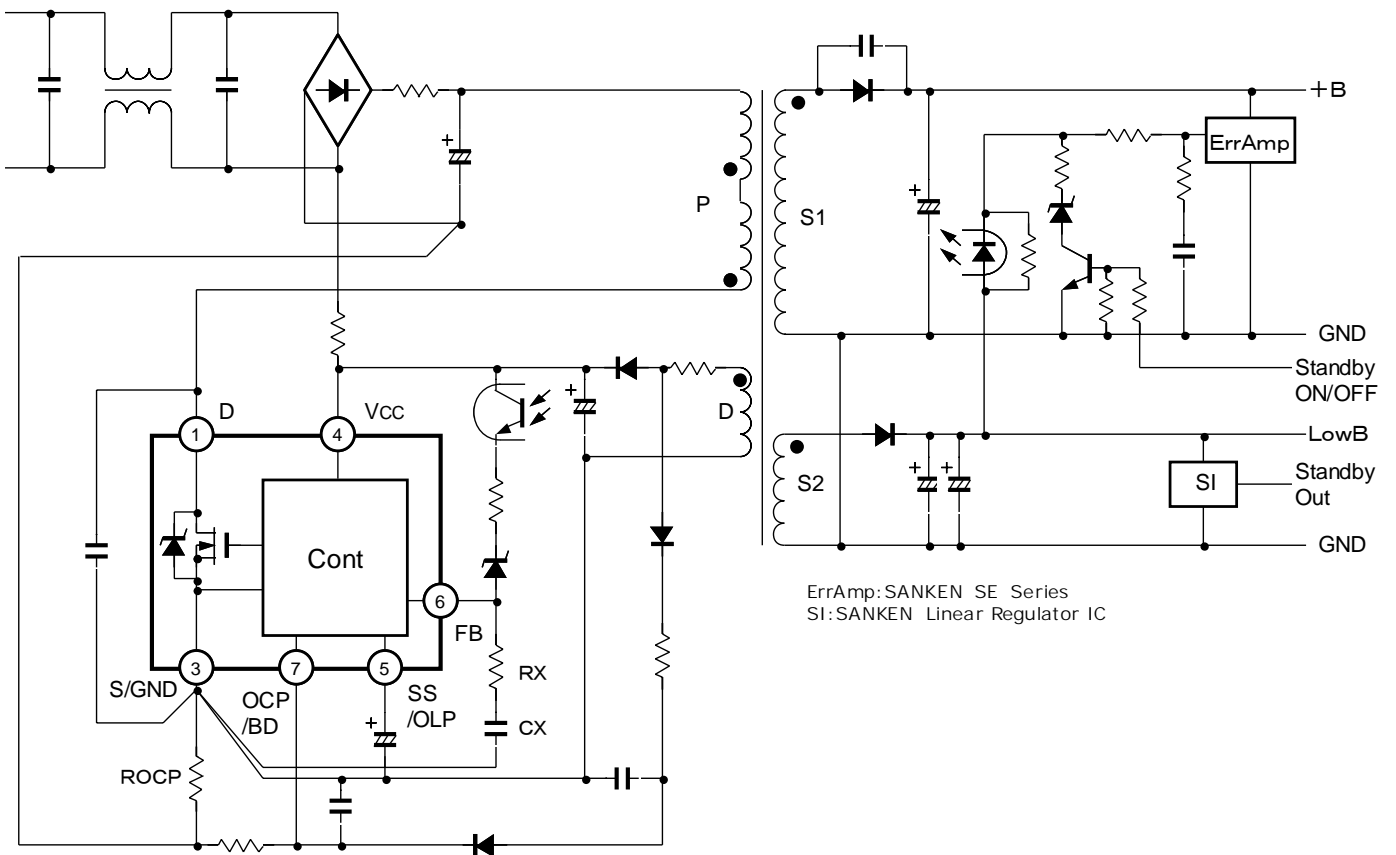 +B
ErrAmp
P
S1
GND
Standby
ON/OFF
D
Vcc
D
1
4
LowB
S2
SI
Standby
Out
Cont
GND
6
FB
ErrAmp:SANKEN SE Series
SI:SANKEN Linear Regulator IC
3
7
5
S/GND
OCP
/BD
SS
/OLP
RX
CX
ROCP
+
+
+
+
+
+